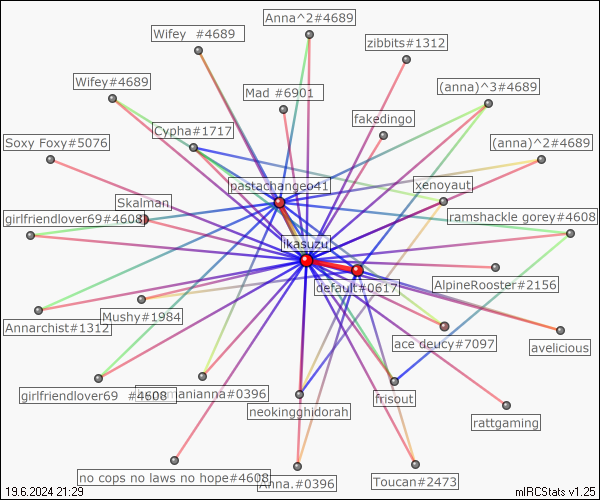 Anna^2#4689
Wifey  #4689
zibbits#1312
Wifey#4689
Mad #6901
(anna)^3#4689
fakedingo
Cypha#1717
Soxy Foxy#5076
(anna)^2#4689
pastachangeo41
xenoyaut
Skalman
girlfriendlover69#4608
ramshackle gorey#4608
ikasuzu
AlpineRooster#2156
default#0617
Mushy#1984
Annarchist#1312
ace deucy#7097
avelicious
girlfriendlover69  #4608
manianna#0396
frisout
neokingghidorah
rattgaming
no cops no laws no hope#4608
Anna.#0396
Toucan#2473
19.6.2024 21:29
mIRCStats v1.25